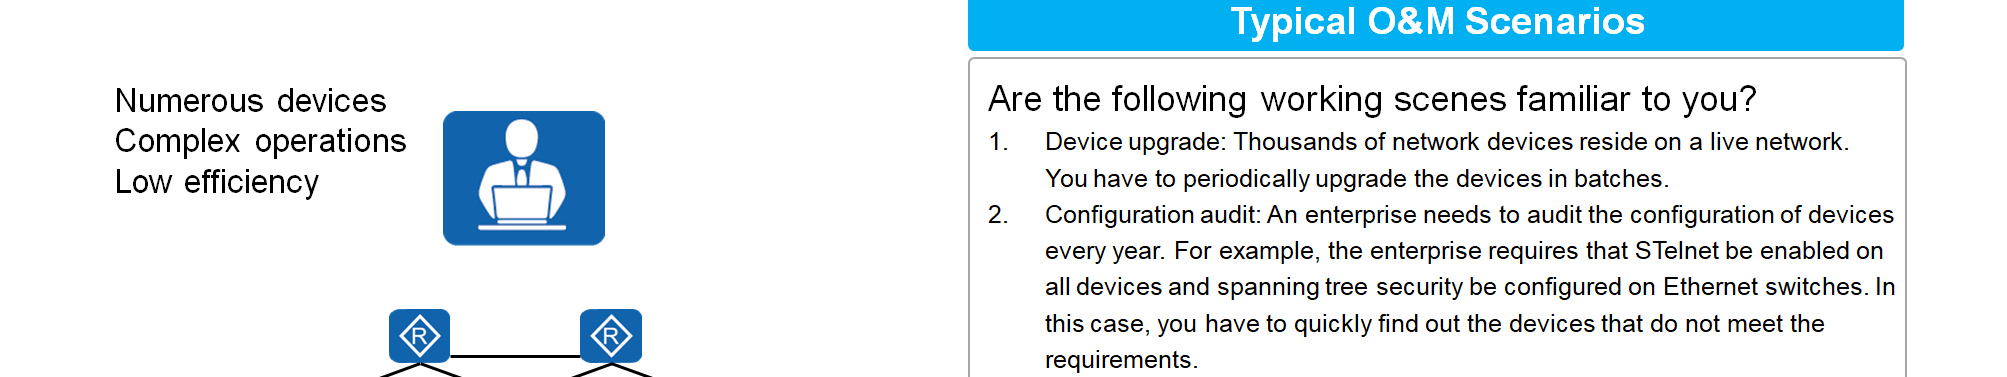 Typical O&M Scenarios
Numerous devices
Complex operations
Low efficiency
Are the following working scenes familiar to you?
1. Device upgrade: Thousands of network devices reside on a live network.
You have to periodically upgrade the devices in batches.
2. Configuration audit: An enterprise needs to audit the configuration of devices
every year. For example, the enterprise requires that STelnet be enabled on
all devices and spanning tree security be configured on Ethernet switches. In
this case, you have to quickly find out the devices that do not meet the
requirements.
R
R